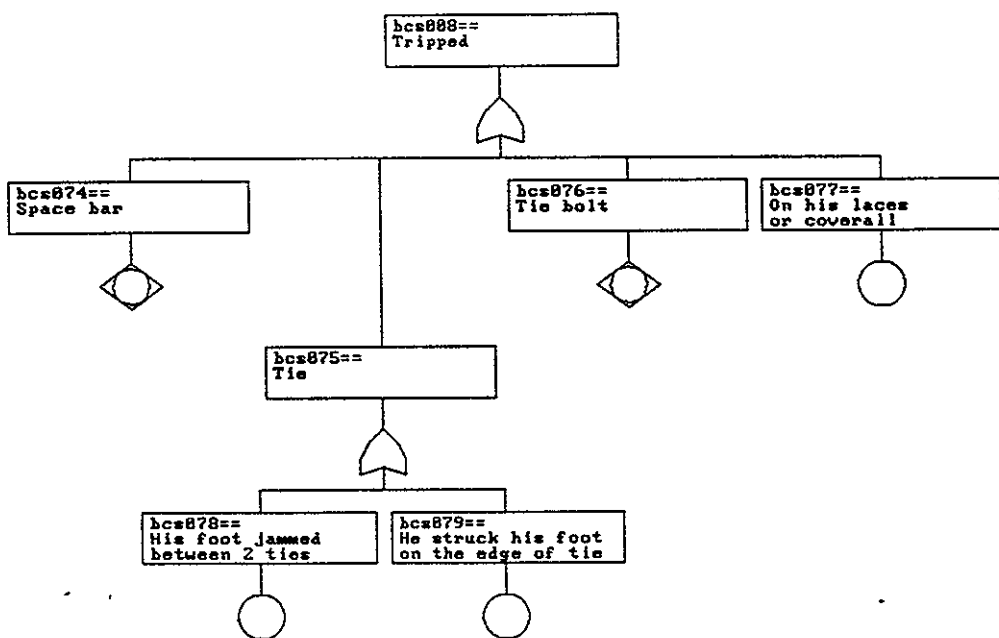 bcs008==
Tripped
bcs074==
Space bar
bcs076==
Tie bolt
bcs077==
On his laces
or coverall
bcs075==
Tie
bcs078==
His foot jammed
between 2 ties
bcs079==
He struck his foot
on the edge of tie